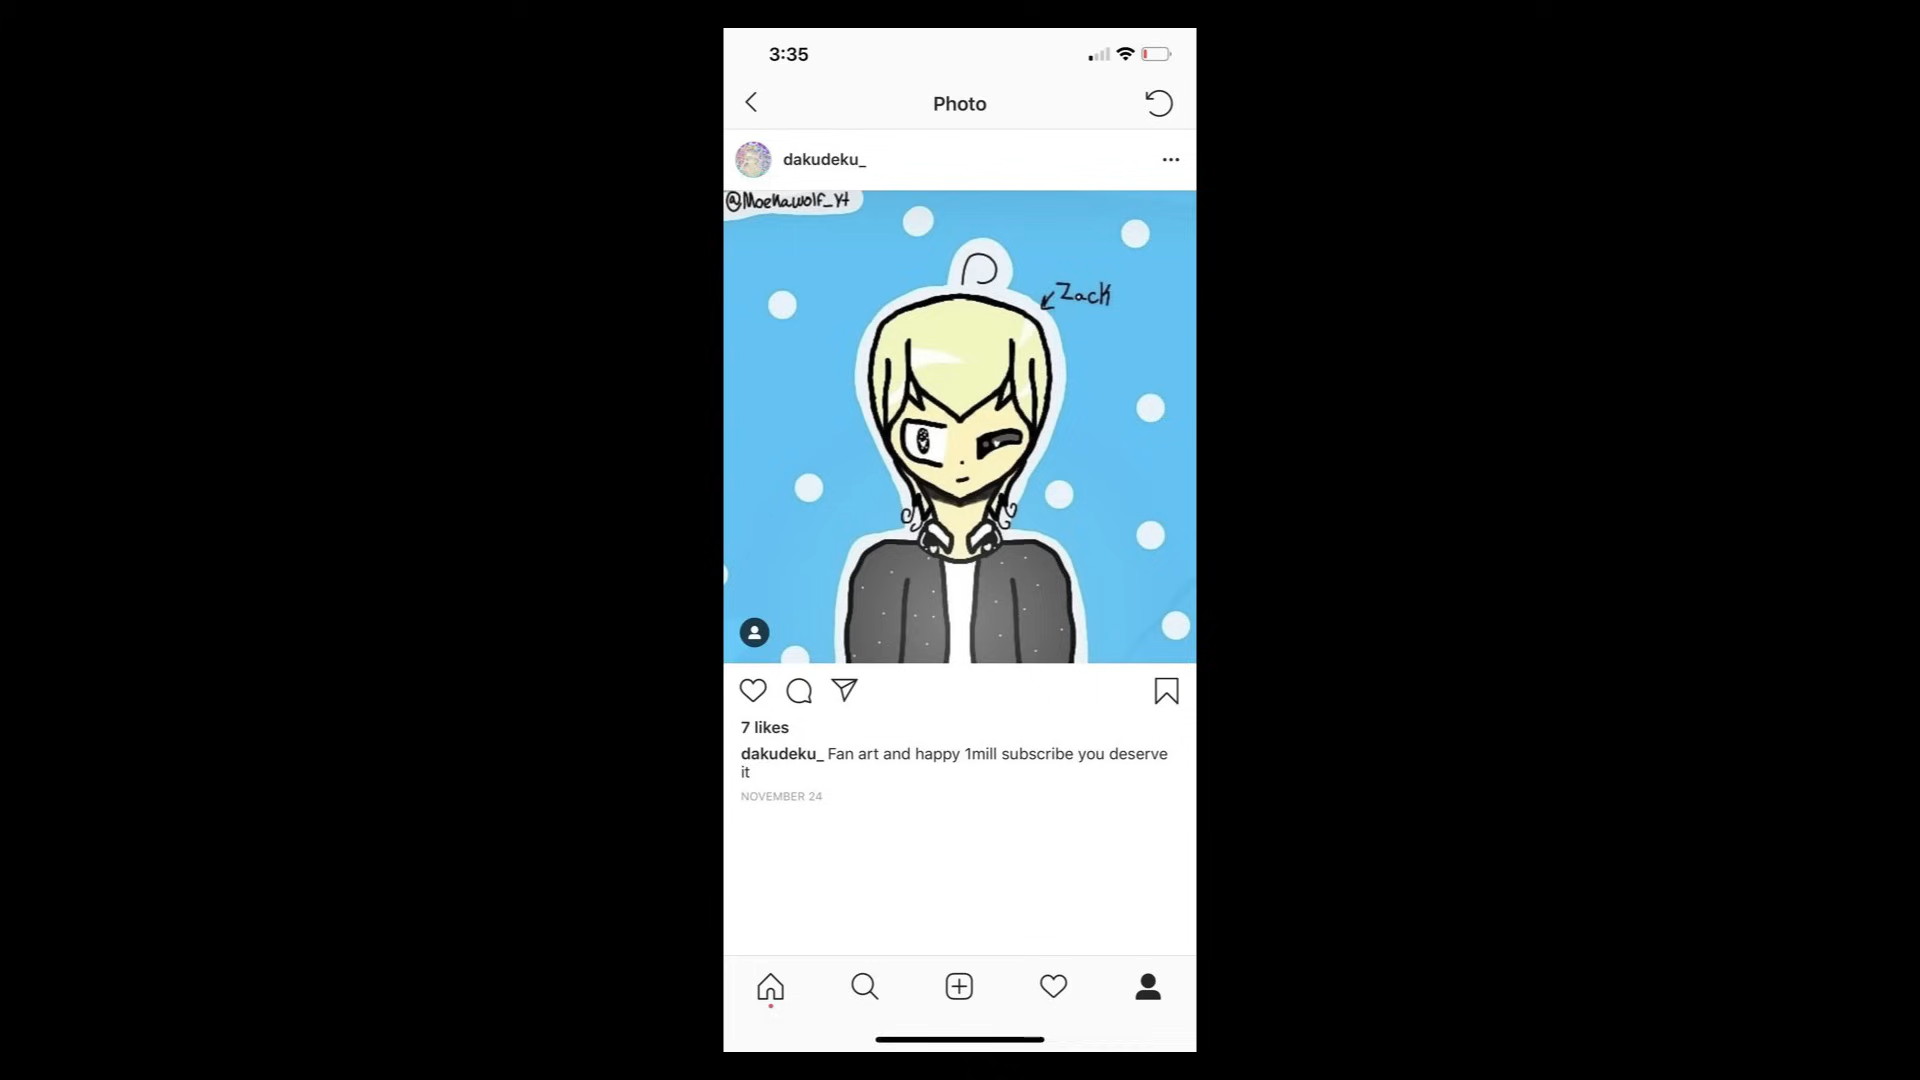 3:35
Photo
dakudeku_
@Moekawolf_yt
Zack
7 likes
dakudeku_ Fan art and happy 1mill subscribe you deserve
it
NOVEMBER 24